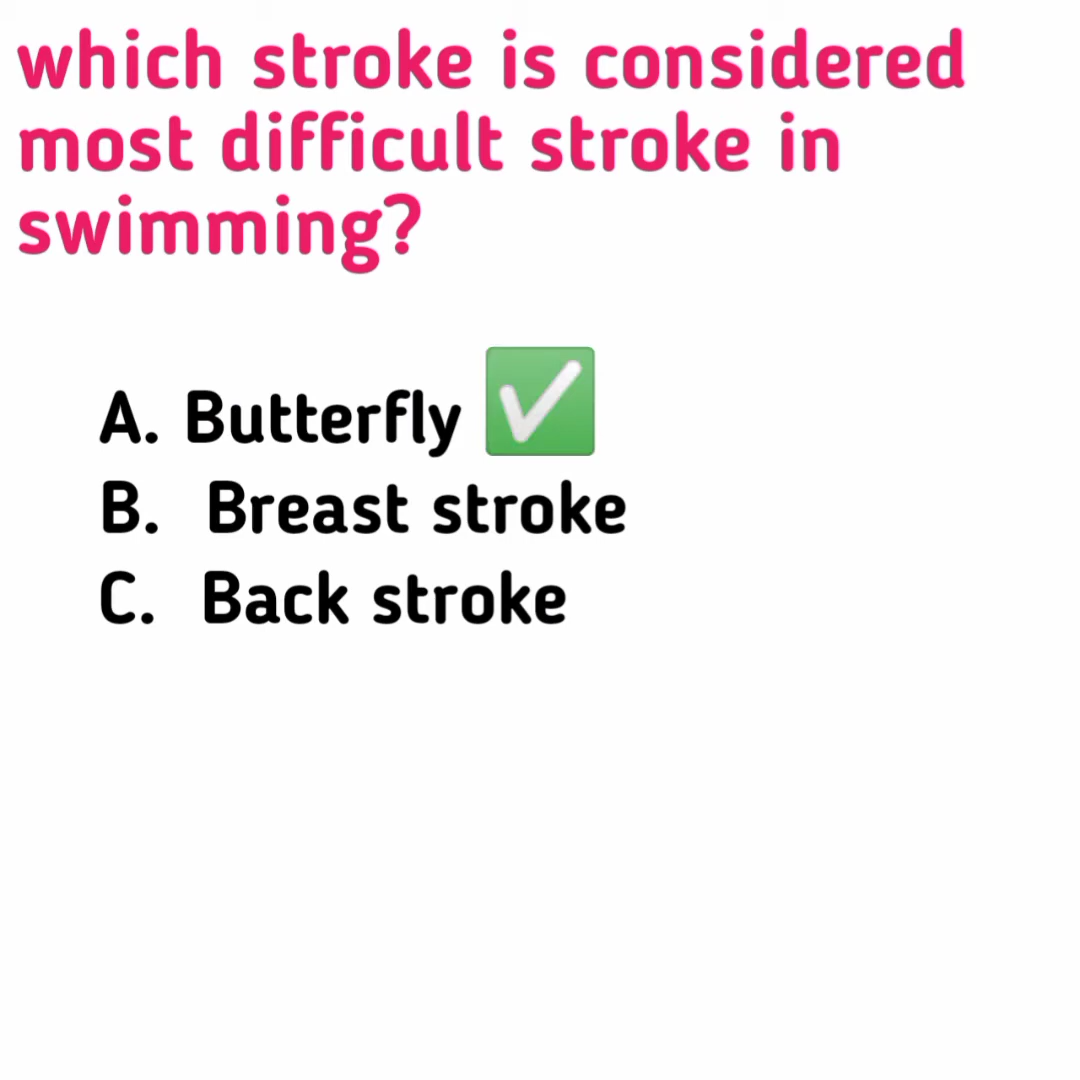 which stroke is considered
most difficult stroke in
swimming?
A. Butterfly ✅
B. Breast stroke
C. Back stroke